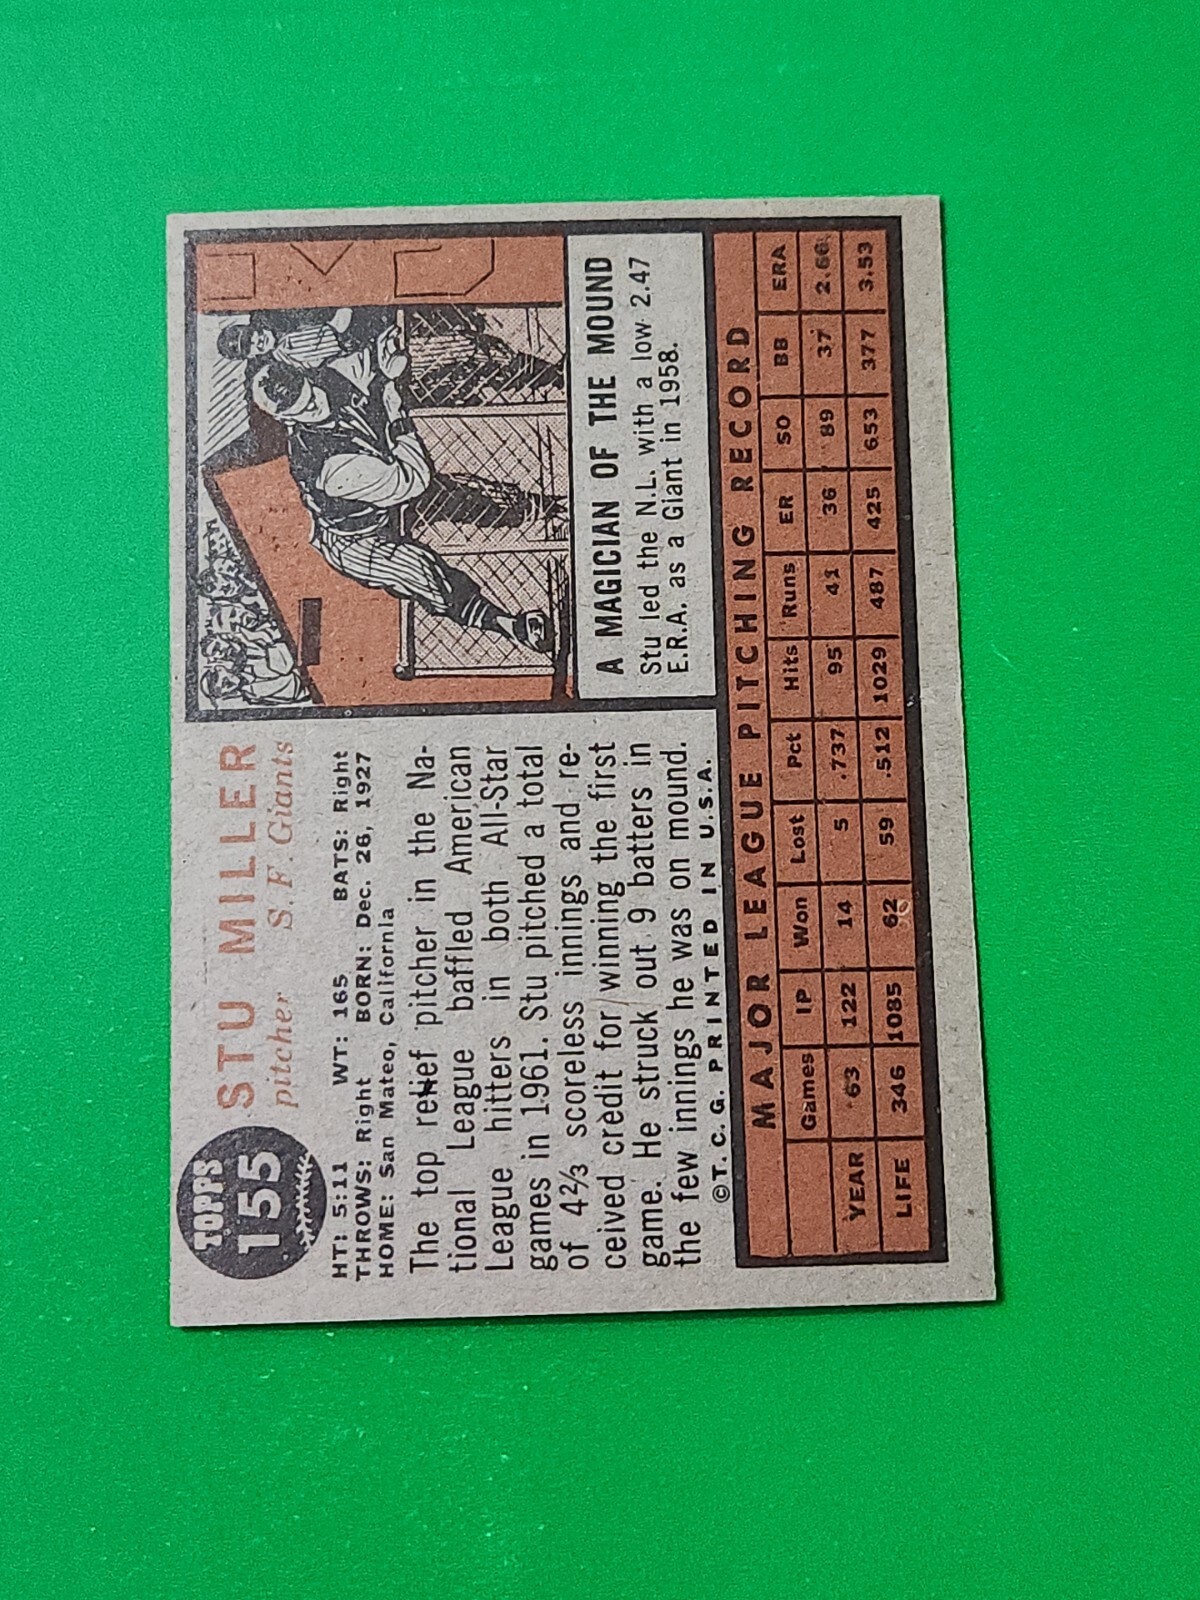 TOPPS
155
STU MILLER
pitcher S. F. Giants
HT: 5:11 WT: 165 BATS: Right
THROWS: Right BORN: Dec. 26, 1927
HOME: San Mateo, California
The top relief pitcher in the Na-
tional League baffled American
League hitters in both All-Star
games in 1961. Stu pitched a total
of 4⅔ scoreless innings and re-
ceived credit for winning the first
game. He struck out 9 batters in
the few innings he was on mound.
©T. C. G. PRINTED IN U.S.A.
A MAGICIAN OF THE MOUND
Stu led the N.L. with a low 2.47
E.R.A. as a Giant in 1958.
MAJOR LEAGUE PITCHING RECORD
Games IP Won Lost Pct Hits Runs ER SO BB ERA
YEAR 63 122 14 5 .737 95 41 36 89 37 2.66
LIFE 346 1085 62 59 .512 1029 487 425 653 377 3.53